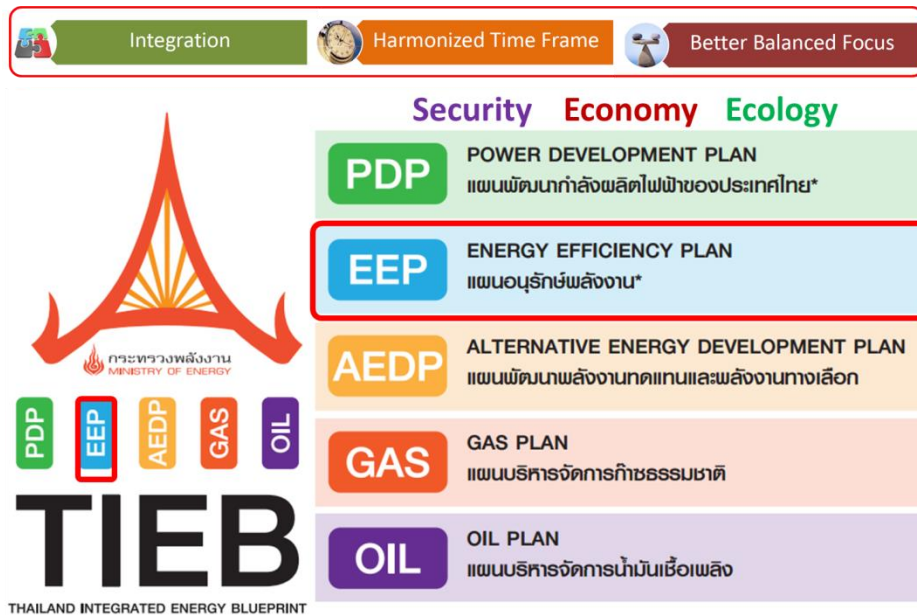 Integration
Harmonized Time Frame
Better Balanced Focus
Security Economy Ecology
PDP
POWER DEVELOPMENT PLAN
แผนพัฒนากำลังผลิตไฟฟ้าของประเทศไทย*
EEP
ENERGY EFFICIENCY PLAN
แผนอนุรักษ์พลังงาน*
AEDP
ALTERNATIVE ENERGY DEVELOPMENT PLAN
แผนพัฒนาพลังงานทดแทนและพลังงานทางเลือก
GAS
GAS PLAN
แผนบริหารจัดการก๊าซธรรมชาติ
OIL
OIL PLAN
แผนบริหารจัดการน้ำมันเชื้อเพลิง
กระทรวงพลังงาน
MINISTRY OF ENERGY
PDP
EEP
AEDP
GAS
OIL
TIEB
THAILAND INTEGRATED ENERGY BLUEPRINT